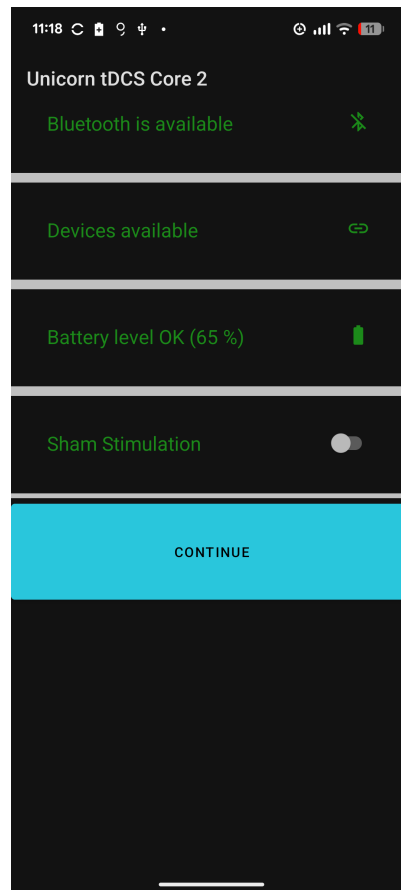 11:18
11
Unicorn tDCS Core 2
Bluetooth is available
Devices available
Battery level OK (65 %)
Sham Stimulation
CONTINUE